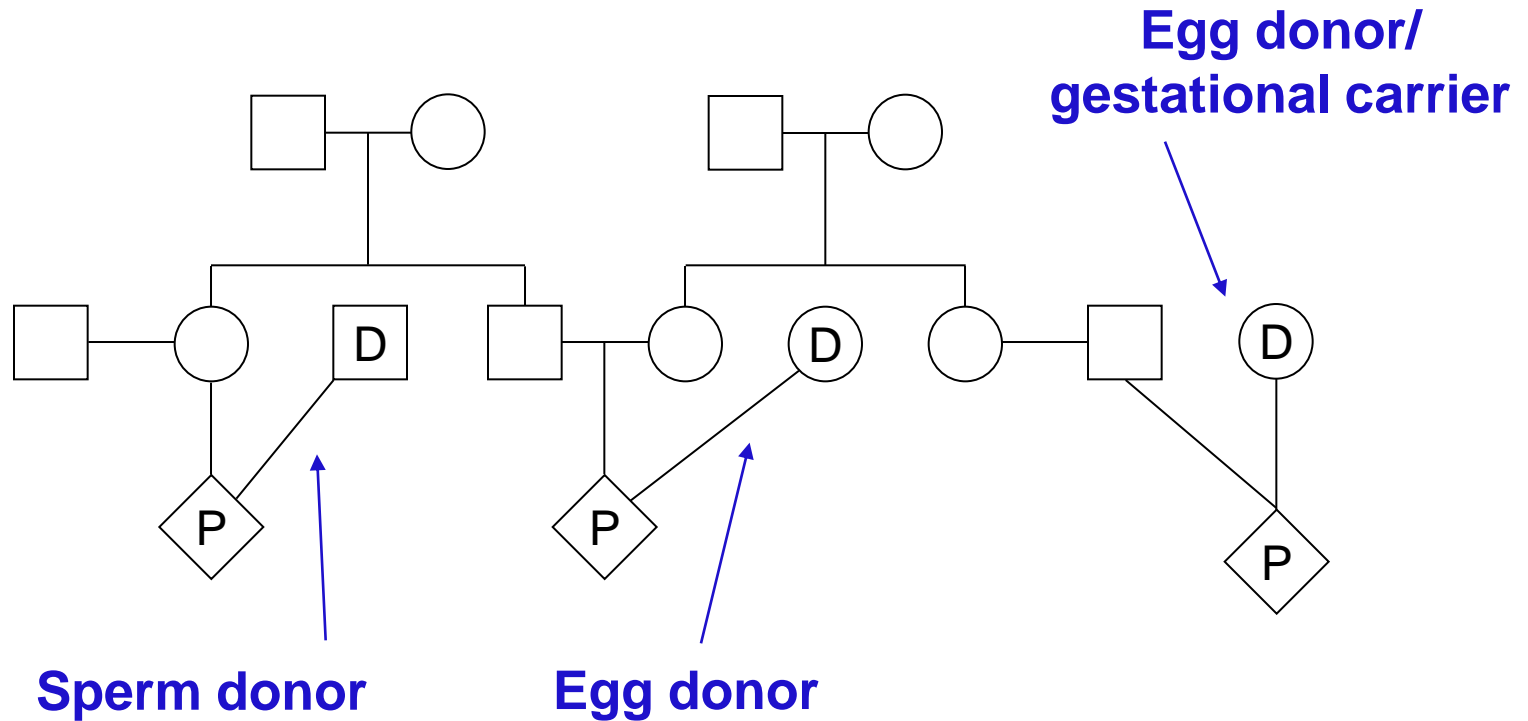 Egg donor/
gestational carrier
D
D
D
P
P
P
Sperm donor
Egg donor